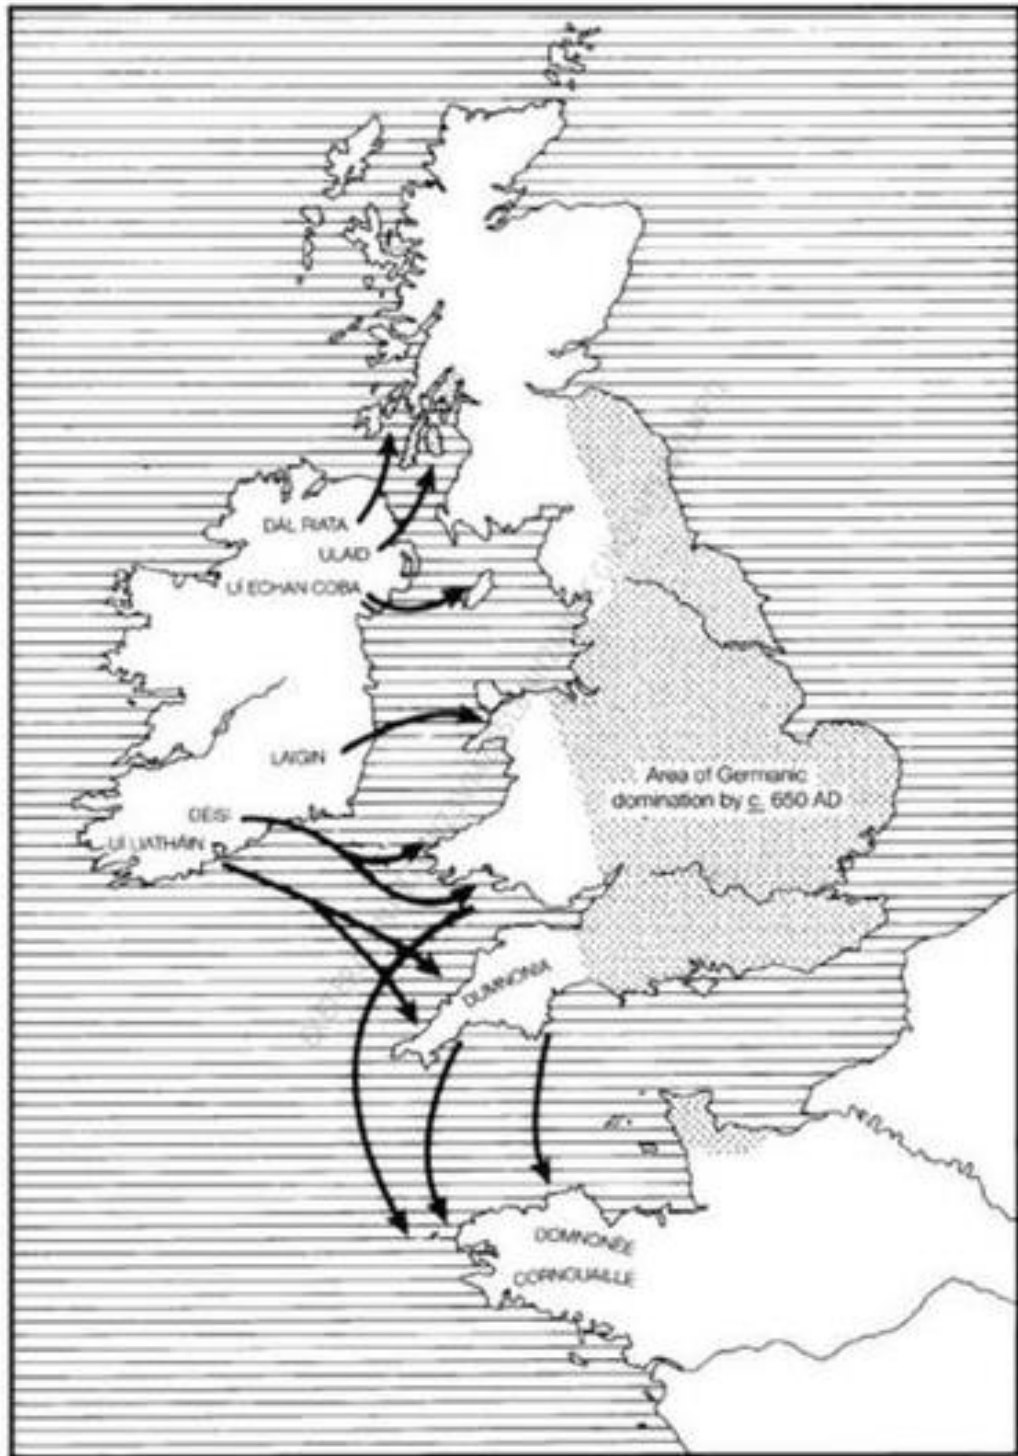 DÁL RIATA
ULAID
UÍ ECHAN COBA
LAIGIN
DÉISI
UÍ LIATHÁIN
Area of Germanic
domination by c. 650 AD
DUMNONIA
DOMNONÉE
CORNOUAILLE